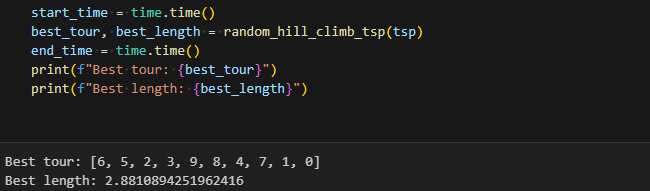 start_time = time.time()
best_tour, best_length = random_hill_climb_tsp(tsp)
end_time = time.time()
print(f"Best tour: {best_tour}")
print(f"Best length: {best_length}")
Best tour: [6, 5, 2, 3, 9, 8, 4, 7, 1, 0]
Best length: 2.8810894251962416